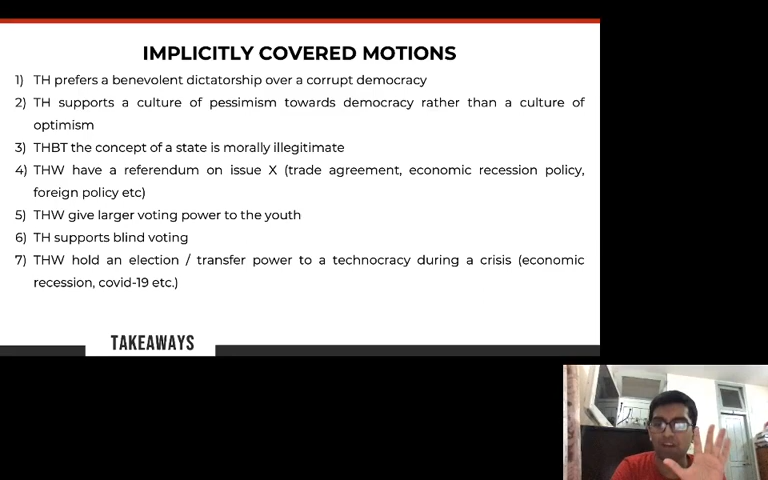 IMPLICITLY COVERED MOTIONS
1) TH prefers a benevolent dictatorship over a corrupt democracy
2) TH supports a culture of pessimism towards democracy rather than a culture of
optimism
3) THBT the concept of a state is morally illegitimate
4) THW have a referendum on issue X (trade agreement, economic recession policy,
foreign policy etc)
5) THW give larger voting power to the youth
6) TH supports blind voting
7) THW hold an election / transfer power to a technocracy during a crisis (economic
recession, covid-19 etc.)
TAKEAWAYS